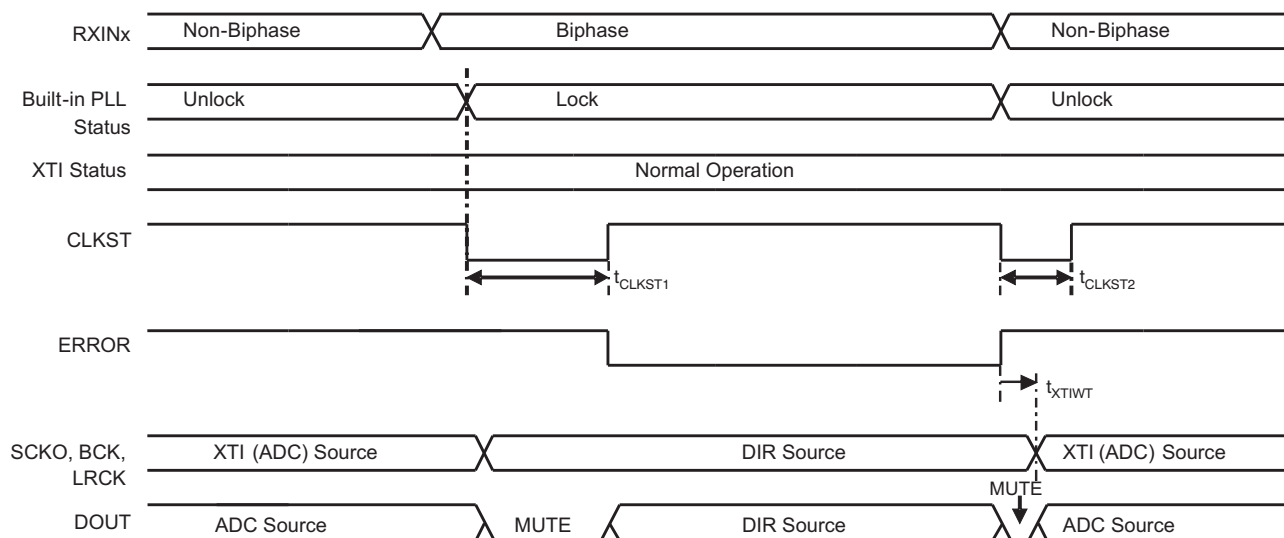 RXINx Non-Biphase Biphase Non-Biphase
Built-in PLL Status Unlock Lock Unlock
XTI Status Normal Operation
CLKST
tCLKST1 tCLKST2
ERROR
tXTIWT
SCKO, BCK, LRCK XTI (ADC) Source DIR Source XTI (ADC) Source
MUTE
DOUT ADC Source MUTE DIR Source ADC Source